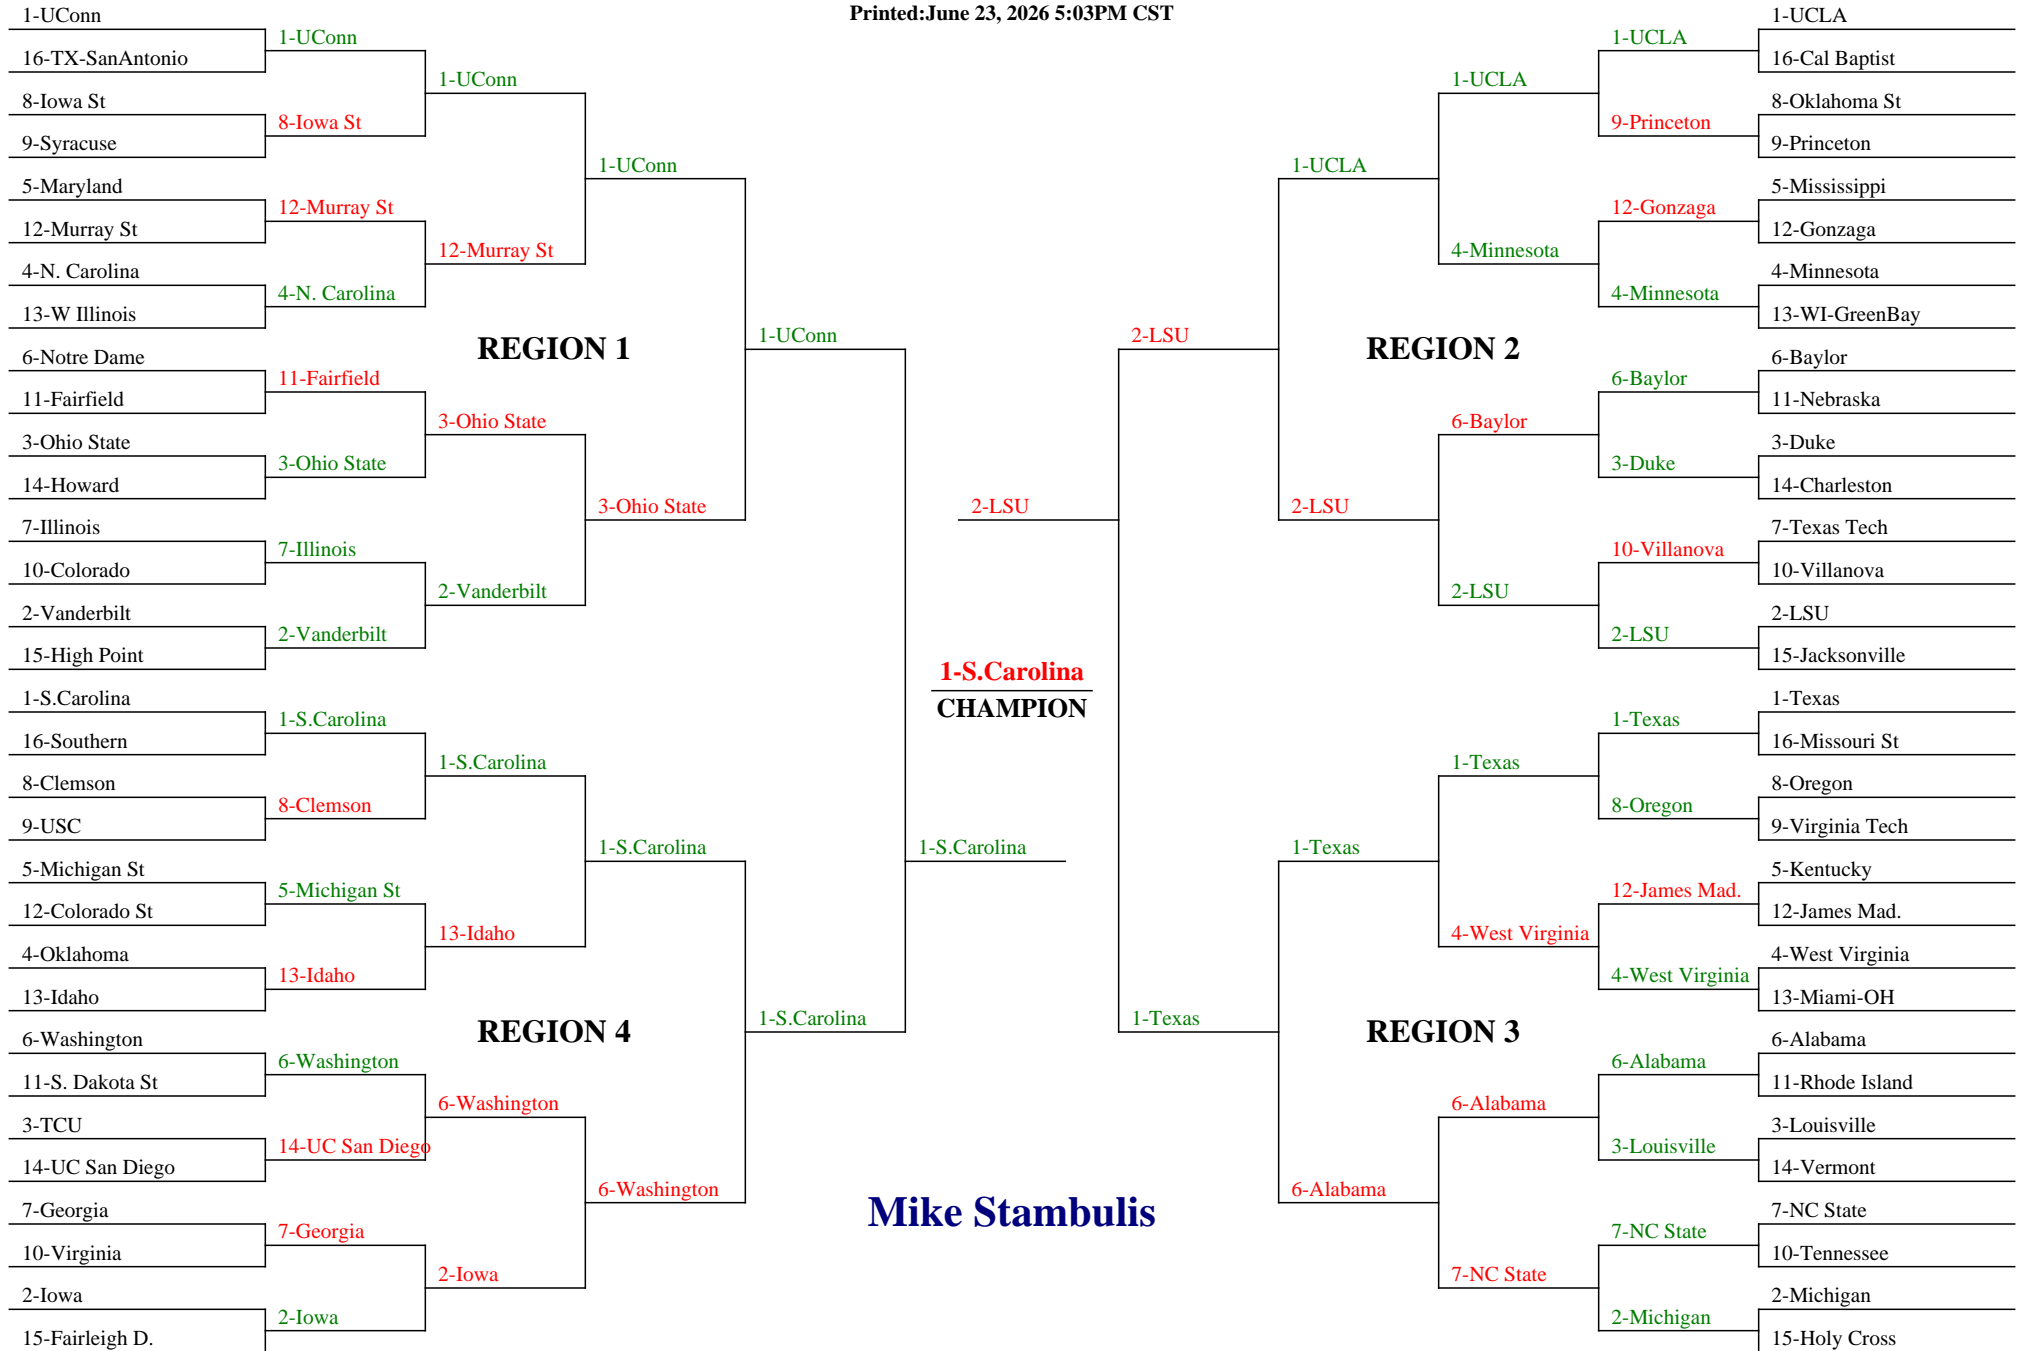 Printed:June 23, 2026 5:03PM CST
1-UConn
16-TX-SanAntonio
8-Iowa St
9-Syracuse
5-Maryland
12-Murray St
4-N. Carolina
13-W Illinois
6-Notre Dame
11-Fairfield
3-Ohio State
14-Howard
7-Illinois
10-Colorado
2-Vanderbilt
15-High Point
1-S.Carolina
16-Southern
8-Clemson
9-USC
5-Michigan St
12-Colorado St
4-Oklahoma
13-Idaho
6-Washington
11-S. Dakota St
3-TCU
14-UC San Diego
7-Georgia
10-Virginia
2-Iowa
15-Fairleigh D.
1-UConn
8-Iowa St
12-Murray St
4-N. Carolina
11-Fairfield
3-Ohio State
7-Illinois
2-Vanderbilt
1-S.Carolina
8-Clemson
5-Michigan St
13-Idaho
6-Washington
14-UC San Diego
7-Georgia
2-Iowa
1-UConn
12-Murray St
3-Ohio State
2-Vanderbilt
1-S.Carolina
13-Idaho
6-Washington
2-Iowa
REGION 1
REGION 4
1-UConn
3-Ohio State
1-S.Carolina
6-Washington
1-UConn
1-S.Carolina
1-S.Carolina
2-LSU
1-S.Carolina
CHAMPION
Mike Stambulis
2-LSU
1-Texas
1-UCLA
2-LSU
1-Texas
6-Alabama
REGION 2
REGION 3
1-UCLA
4-Minnesota
6-Baylor
2-LSU
1-Texas
4-West Virginia
6-Alabama
7-NC State
1-UCLA
9-Princeton
12-Gonzaga
4-Minnesota
6-Baylor
3-Duke
10-Villanova
2-LSU
1-Texas
8-Oregon
12-James Mad.
4-West Virginia
6-Alabama
3-Louisville
7-NC State
2-Michigan
1-UCLA
16-Cal Baptist
8-Oklahoma St
9-Princeton
5-Mississippi
12-Gonzaga
4-Minnesota
13-WI-GreenBay
6-Baylor
11-Nebraska
3-Duke
14-Charleston
7-Texas Tech
10-Villanova
2-LSU
15-Jacksonville
1-Texas
16-Missouri St
8-Oregon
9-Virginia Tech
5-Kentucky
12-James Mad.
4-West Virginia
13-Miami-OH
6-Alabama
11-Rhode Island
3-Louisville
14-Vermont
7-NC State
10-Tennessee
2-Michigan
15-Holy Cross